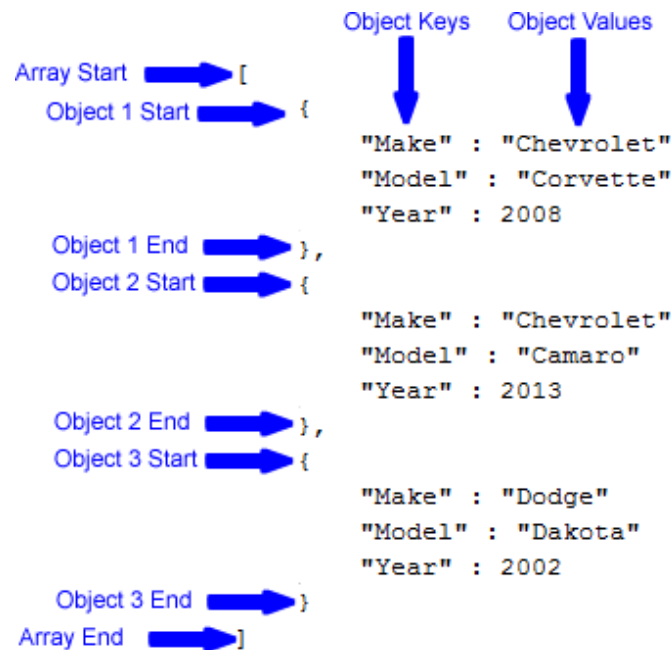 Object Keys Object Values
Array Start [
Object 1 Start {
"Make" : "Chevrolet"
"Model" : "Corvette"
"Year" : 2008
Object 1 End },
Object 2 Start {
"Make" : "Chevrolet"
"Model" : "Camaro"
"Year" : 2013
Object 2 End },
Object 3 Start {
"Make" : "Dodge"
"Model" : "Dakota"
"Year" : 2002
Object 3 End }
Array End ]